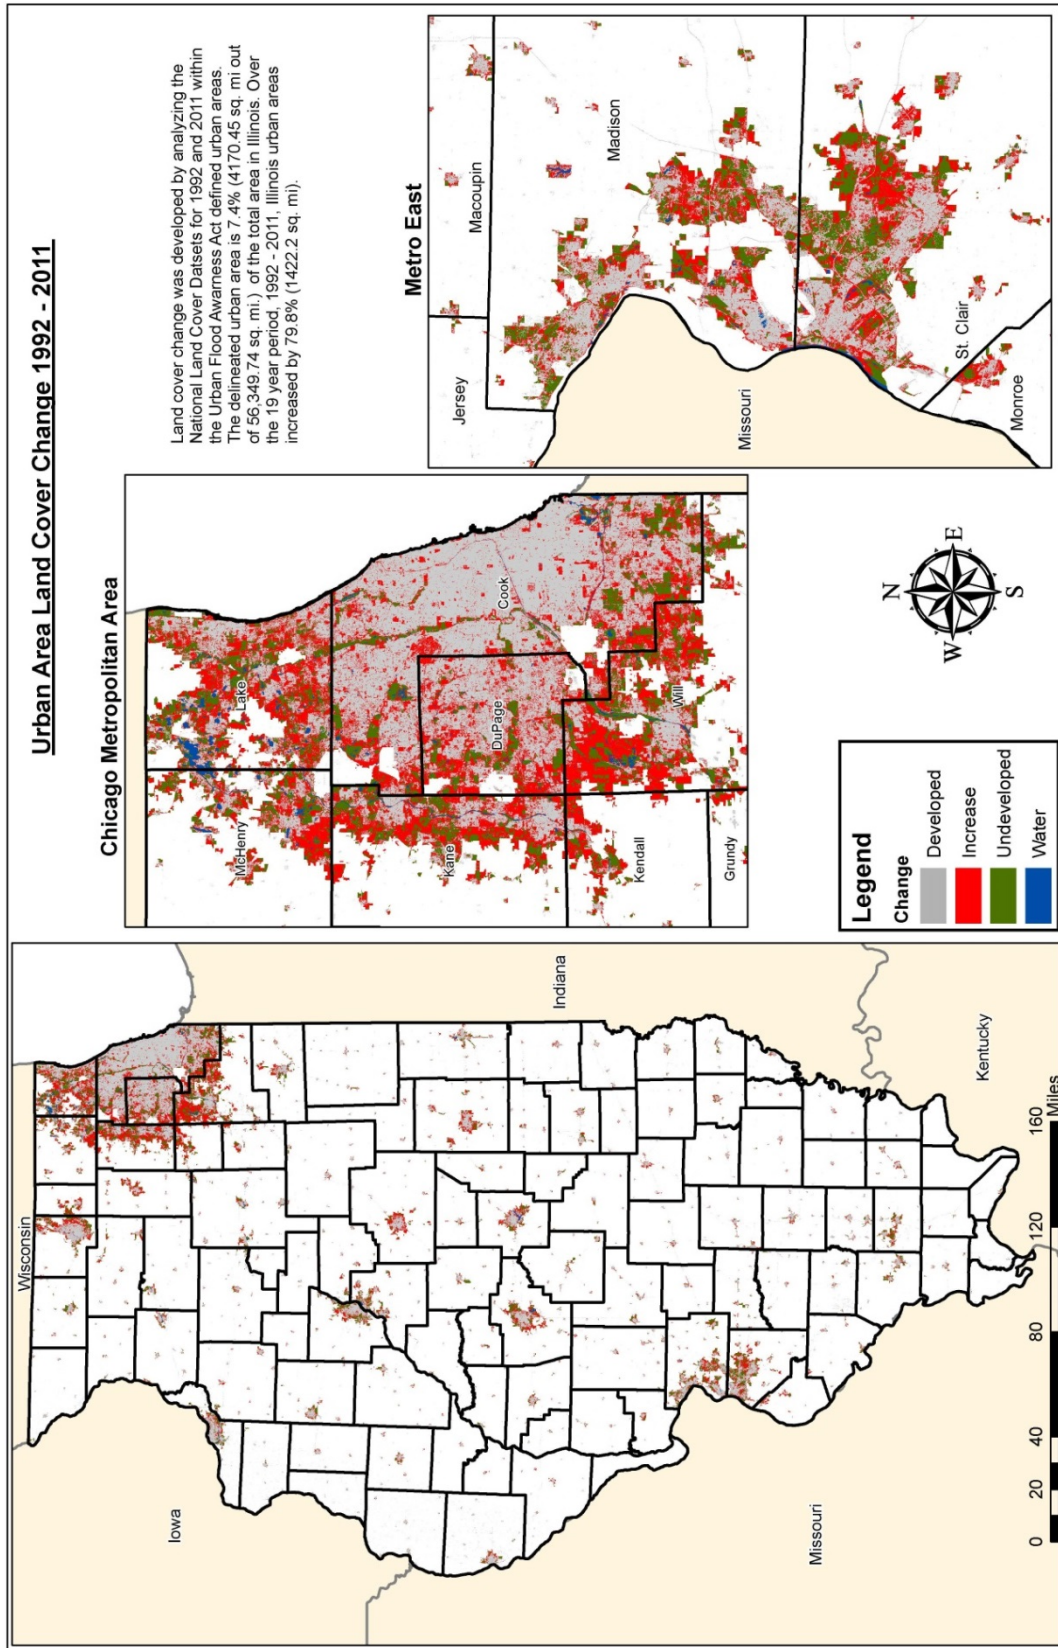 Urban Area Land Cover Change 1992 - 2011
Land cover change was developed by analyzing the
National Land Cover Datsets for 1992 and 2011 within
the Urban Flood Awarness Act defined urban areas.
The delineated urban area is 7.4% (4170.45 sq. mi out
of 56,349.74 sq. mi.) of the total area in Illinois. Over
the 19 year period, 1992 - 2011, Illinois urban areas
increased by 79.8% (1422.2 sq. mi).
Chicago Metropolitan Area
McHenry
Lake
Kane
Cook
DuPage
Kendall
Will
Grundy
Metro East
Jersey
Macoupin
Madison
Missouri
St. Clair
Monroe
Wisconsin
Iowa
Indiana
Missouri
Kentucky
0 20 40 80 120 160
Miles
Legend
Change
Developed
Increase
Undeveloped
Water
N
W
E
S